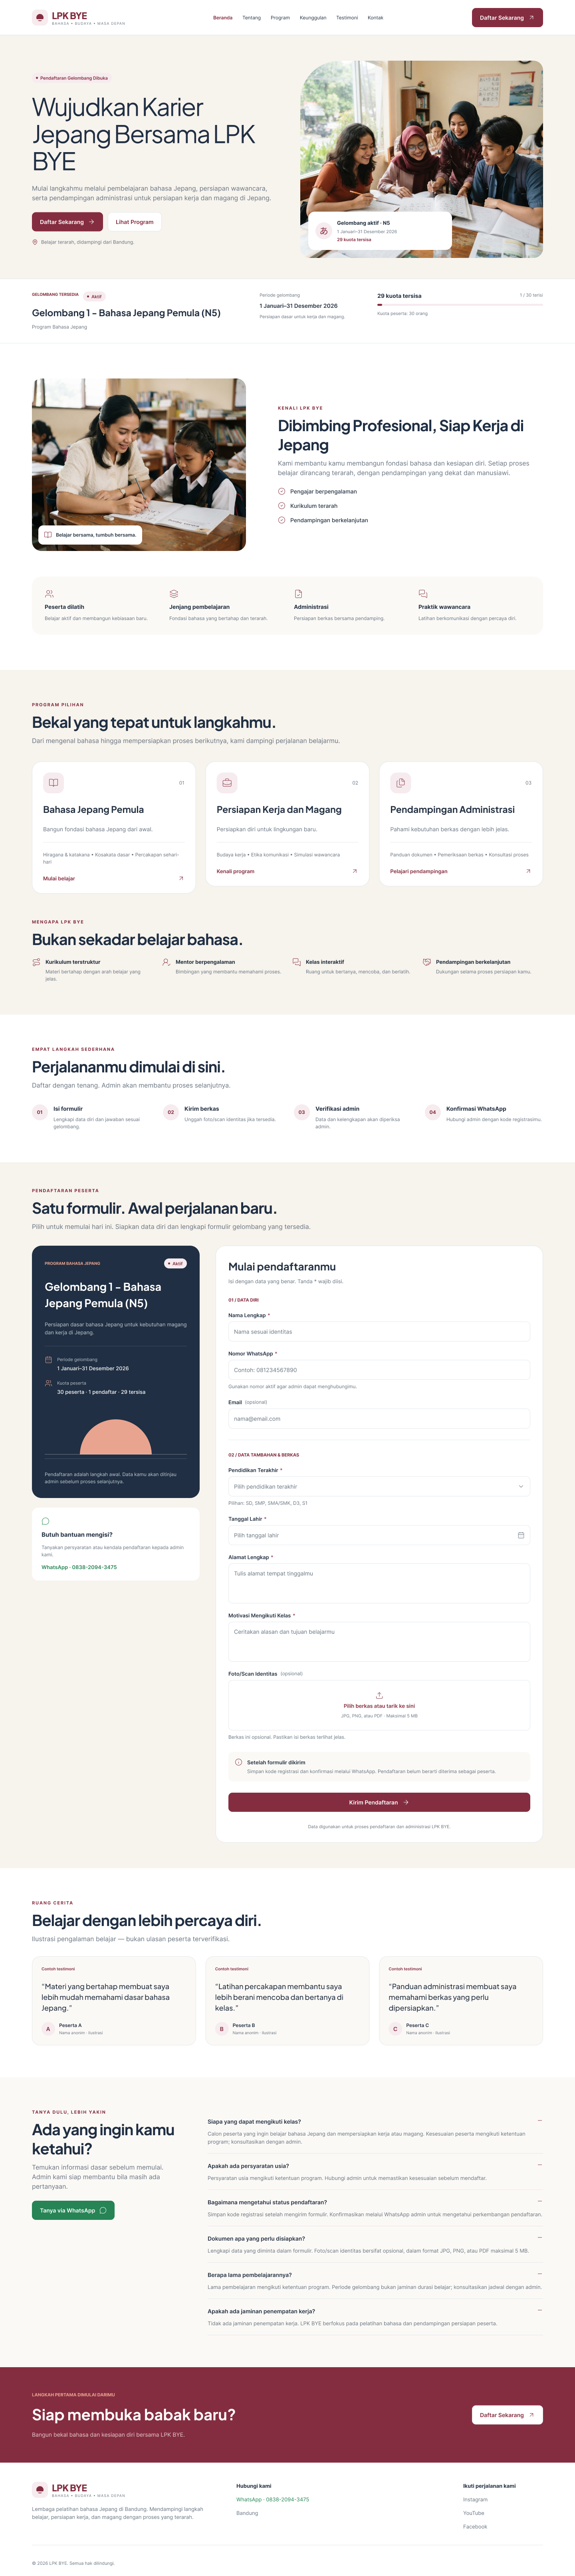 LPK BYE
BAHASA • BUDAYA • MASA DEPAN
Beranda
Tentang
Program
Keunggulan
Testimoni
Kontak
Daftar Sekarang
Pendaftaran Gelombang Dibuka
Wujudkan Karier
Jepang Bersama LPK
BYE
Mulai langkahmu melalui pembelajaran bahasa Jepang, persiapan wawancara,
serta pendampingan administrasi untuk persiapan kerja dan magang di Jepang.
Daftar Sekarang
Lihat Program
Belajar terarah, didampingi dari Bandung.
あ
Gelombang aktif · N5
1 Januari–31 Desember 2026
29 kuota tersisa
GELOMBANG TERSEDIA
Aktif
Gelombang 1 - Bahasa Jepang Pemula (N5)
Program Bahasa Jepang
Periode gelombang
1 Januari–31 Desember 2026
Persiapan dasar untuk kerja dan magang.
29 kuota tersisa
1 / 30 terisi
Kuota peserta: 30 orang
Belajar bersama, tumbuh bersama.
KENALI LPK BYE
Dibimbing Profesional, Siap Kerja di
Jepang
Kami membantu kamu membangun fondasi bahasa dan kesiapan diri. Setiap proses
belajar dirancang terarah, dengan pendampingan yang dekat dan manusiawi.
Pengajar berpengalaman
Kurikulum terarah
Pendampingan berkelanjutan
Peserta dilatih
Belajar aktif dan membangun kebiasaan baru.
Jenjang pembelajaran
Fondasi bahasa yang bertahap dan terarah.
Administrasi
Persiapan berkas bersama pendamping.
Praktik wawancara
Latihan berkomunikasi dengan percaya diri.
PROGRAM PILIHAN
Bekal yang tepat untuk langkahmu.
Dari mengenal bahasa hingga mempersiapkan proses berikutnya, kami dampingi perjalanan belajarmu.
01
Bahasa Jepang Pemula
Bangun fondasi bahasa Jepang dari awal.
Hiragana & katakana • Kosakata dasar • Percakapan sehari-
hari
Mulai belajar
02
Persiapan Kerja dan Magang
Persiapkan diri untuk lingkungan baru.
Budaya kerja • Etika komunikasi • Simulasi wawancara
Kenali program
03
Pendampingan Administrasi
Pahami kebutuhan berkas dengan lebih jelas.
Panduan dokumen • Pemeriksaan berkas • Konsultasi proses
Pelajari pendampingan
MENGAPA LPK BYE
Bukan sekadar belajar bahasa.
Kurikulum terstruktur
Materi bertahap dengan arah belajar yang
jelas.
Mentor berpengalaman
Bimbingan yang membantu memahami proses.
Kelas interaktif
Ruang untuk bertanya, mencoba, dan berlatih.
Pendampingan berkelanjutan
Dukungan selama proses persiapan kamu.
EMPAT LANGKAH SEDERHANA
Perjalananmu dimulai di sini.
Daftar dengan tenang. Admin akan membantu proses selanjutnya.
01
Isi formulir
Lengkapi data diri dan jawaban sesuai
gelombang.
02
Kirim berkas
Unggah foto/scan identitas jika tersedia.
03
Verifikasi admin
Data dan kelengkapan akan diperiksa
admin.
04
Konfirmasi WhatsApp
Hubungi admin dengan kode registrasimu.
PENDAFTARAN PESERTA
Satu formulir. Awal perjalanan baru.
Pilih untuk memulai hari ini. Siapkan data diri dan lengkapi formulir gelombang yang tersedia.
PROGRAM BAHASA JEPANG
Aktif
Gelombang 1 - Bahasa
Jepang Pemula (N5)
Persiapan dasar bahasa Jepang untuk kebutuhan magang
dan kerja di Jepang.
Periode gelombang
1 Januari–31 Desember 2026
Kuota peserta
30 peserta · 1 pendaftar · 29 tersisa
Pendaftaran adalah langkah awal. Data kamu akan ditinjau
admin sebelum proses selanjutnya.
Butuh bantuan mengisi?
Tanyakan persyaratan atau kendala pendaftaran kepada admin
kami.
WhatsApp · 0838-2094-3475
Mulai pendaftaranmu
Isi dengan data yang benar. Tanda * wajib diisi.
01 / DATA DIRI
Nama Lengkap *
Nama sesuai identitas
Nomor WhatsApp *
Contoh: 081234567890
Gunakan nomor aktif agar admin dapat menghubungimu.
Email (opsional)
nama@email.com
02 / DATA TAMBAHAN & BERKAS
Pendidikan Terakhir *
Pilih pendidikan terakhir
Pilihan: SD, SMP, SMA/SMK, D3, S1
Tanggal Lahir *
Pilih tanggal lahir
Alamat Lengkap *
Tulis alamat tempat tinggalmu
Motivasi Mengikuti Kelas *
Ceritakan alasan dan tujuan belajarmu
Foto/Scan Identitas (opsional)
Pilih berkas atau tarik ke sini
JPG, PNG, atau PDF · Maksimal 5 MB
Berkas ini opsional. Pastikan isi berkas terlihat jelas.
Setelah formulir dikirim
Simpan kode registrasi dan konfirmasi melalui WhatsApp. Pendaftaran belum berarti diterima sebagai peserta.
Kirim Pendaftaran
Data digunakan untuk proses pendaftaran dan administrasi LPK BYE.
RUANG CERITA
Belajar dengan lebih percaya diri.
Ilustrasi pengalaman belajar — bukan ulasan peserta terverifikasi.
Contoh testimoni
“Materi yang bertahap membuat saya
lebih mudah memahami dasar bahasa
Jepang.”
A
Peserta A
Nama anonim · Ilustrasi
Contoh testimoni
“Latihan percakapan membantu saya
lebih berani mencoba dan bertanya di
kelas.”
B
Peserta B
Nama anonim · Ilustrasi
Contoh testimoni
“Panduan administrasi membuat saya
memahami berkas yang perlu
dipersiapkan.”
C
Peserta C
Nama anonim · Ilustrasi
TANYA DULU, LEBIH YAKIN
Ada yang ingin kamu
ketahui?
Temukan informasi dasar sebelum memulai.
Admin kami siap membantu bila masih ada
pertanyaan.
Tanya via WhatsApp
Siapa yang dapat mengikuti kelas?
Calon peserta yang ingin belajar bahasa Jepang dan mempersiapkan kerja atau magang. Kesesuaian peserta mengikuti ketentuan
program; konsultasikan dengan admin.
Apakah ada persyaratan usia?
Persyaratan usia mengikuti ketentuan program. Hubungi admin untuk memastikan kesesuaian sebelum mendaftar.
Bagaimana mengetahui status pendaftaran?
Simpan kode registrasi setelah mengirim formulir. Konfirmasikan melalui WhatsApp admin untuk mengetahui perkembangan pendaftaran.
Dokumen apa yang perlu disiapkan?
Lengkapi data yang diminta dalam formulir. Foto/scan identitas bersifat opsional, dalam format JPG, PNG, atau PDF maksimal 5 MB.
Berapa lama pembelajarannya?
Lama pembelajaran mengikuti ketentuan program. Periode gelombang bukan jaminan durasi belajar; konsultasikan jadwal dengan admin.
Apakah ada jaminan penempatan kerja?
Tidak ada jaminan penempatan kerja. LPK BYE berfokus pada pelatihan bahasa dan pendampingan persiapan peserta.
LANGKAH PERTAMA DIMULAI DARIMU
Siap membuka babak baru?
Bangun bekal bahasa dan kesiapan diri bersama LPK BYE.
Daftar Sekarang
LPK BYE
BAHASA • BUDAYA • MASA DEPAN
Lembaga pelatihan bahasa Jepang di Bandung. Mendampingi langkah
belajar, persiapan kerja, dan magang dengan proses yang terarah.
Hubungi kami
WhatsApp · 0838-2094-3475
Bandung
Ikuti perjalanan kami
Instagram
YouTube
Facebook
© 2026 LPK BYE. Semua hak dilindungi.